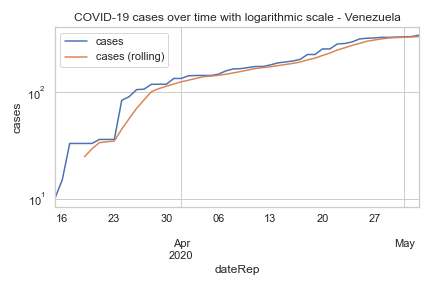 COVID-19 cases over time with logarithmic scale - Venezuela
cases
cases (rolling)
cases
10²
10¹
16 23 30 06 13 20 27
Apr May
2020
dateRep